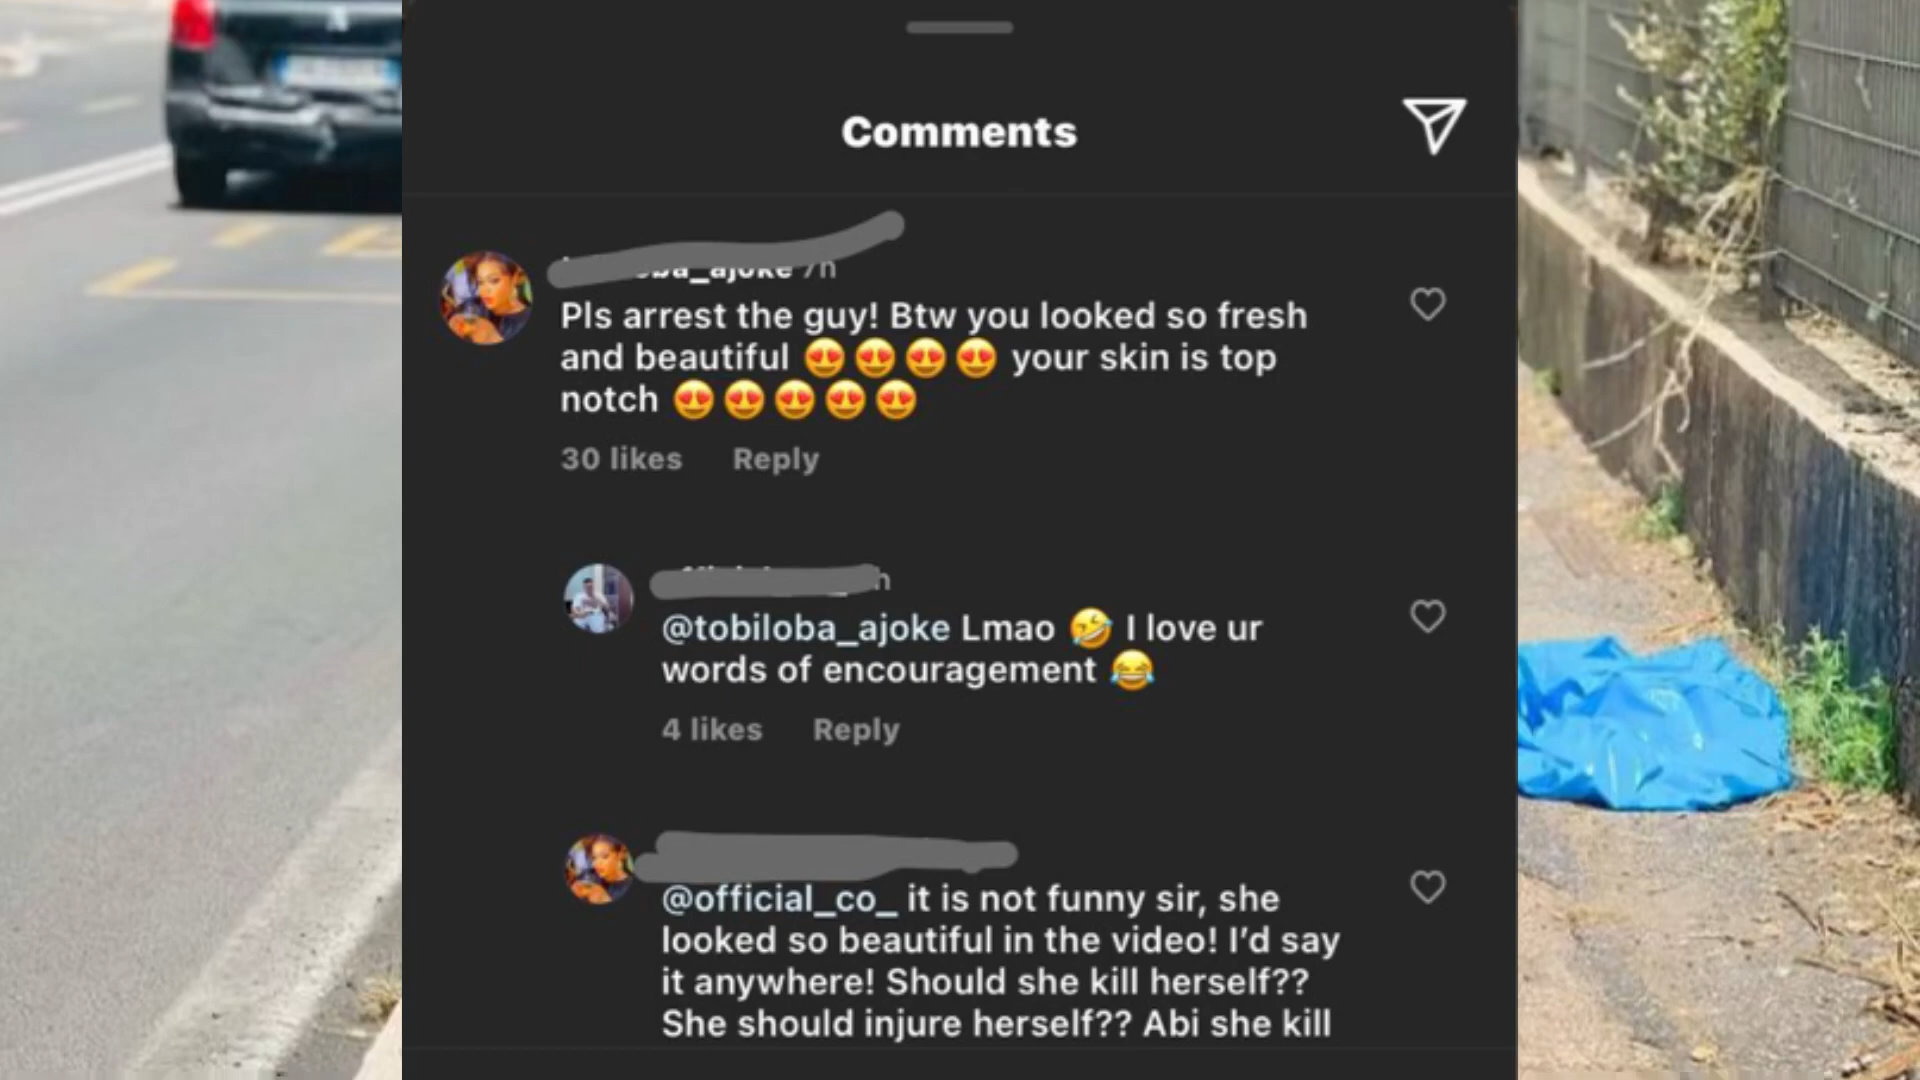 Comments
Pls arrest the guy! Btw you looked so fresh
and beautiful 😍😍😍😍 your skin is top
notch 😍😍😍😍😍
30 likes Reply
@tobiloba_ajoke Lmao 🤣 I love ur
words of encouragement 😂
4 likes Reply
@official_co_ it is not funny sir, she
looked so beautiful in the video! I'd say
it anywhere! Should she kill herself??
She should injure herself?? Abi she kill